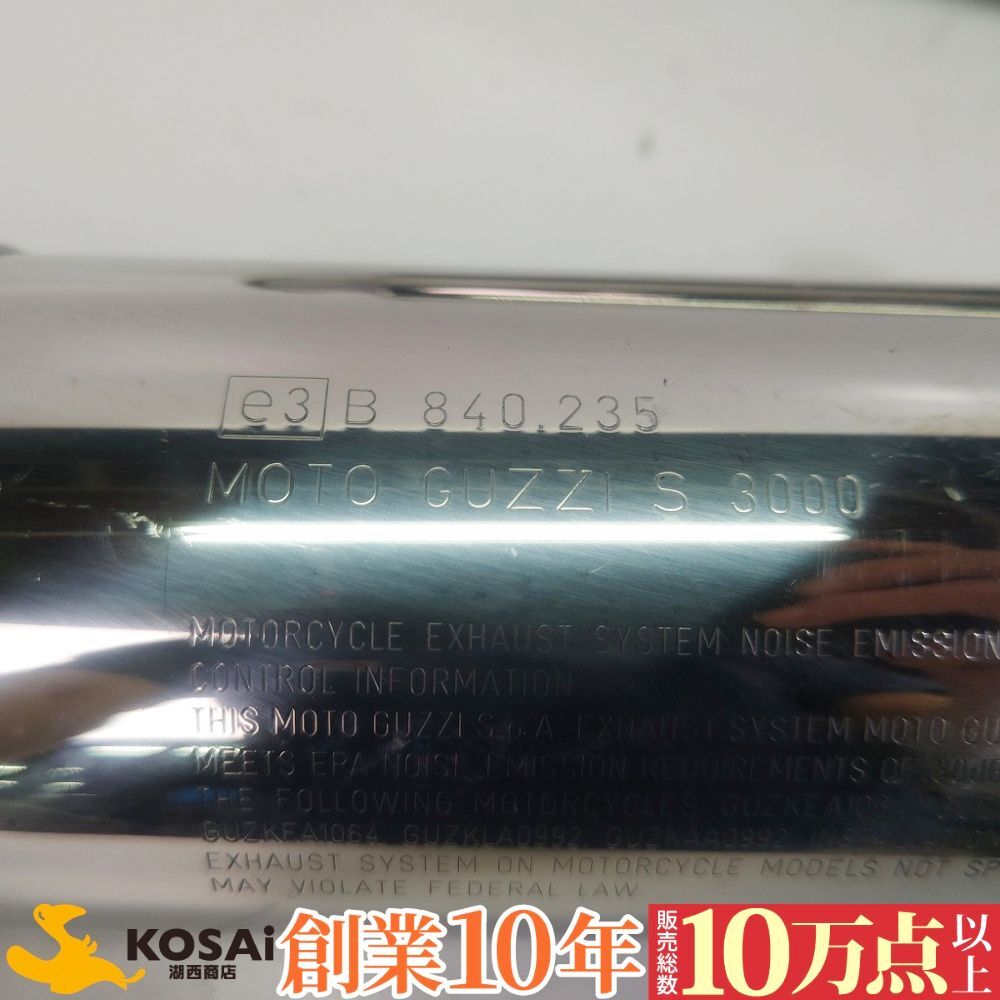 e3 B 840.235
MOTO GUZZI S 3000
MOTORCYCLE EXHAUST SYSTEM NOISE EMISSION
CONTROL INFORMATION
THIS MOTO GUZZI S.p.A. EXHAUST SYSTEM MOTO GU
MEETS EPA NOISE EMISSION REQUIREMENTS OF
THE FOLLOWING MOTORCYCLES
GUZKEA1064, GUZKLA0992, GUZKAA0992
EXHAUST SYSTEM ON MOTORCYCLE MODELS NOT SP
MAY VIOLATE FEDERAL LAW
KOSAi
湖西商店
創業10年
販売総数
10万点以上